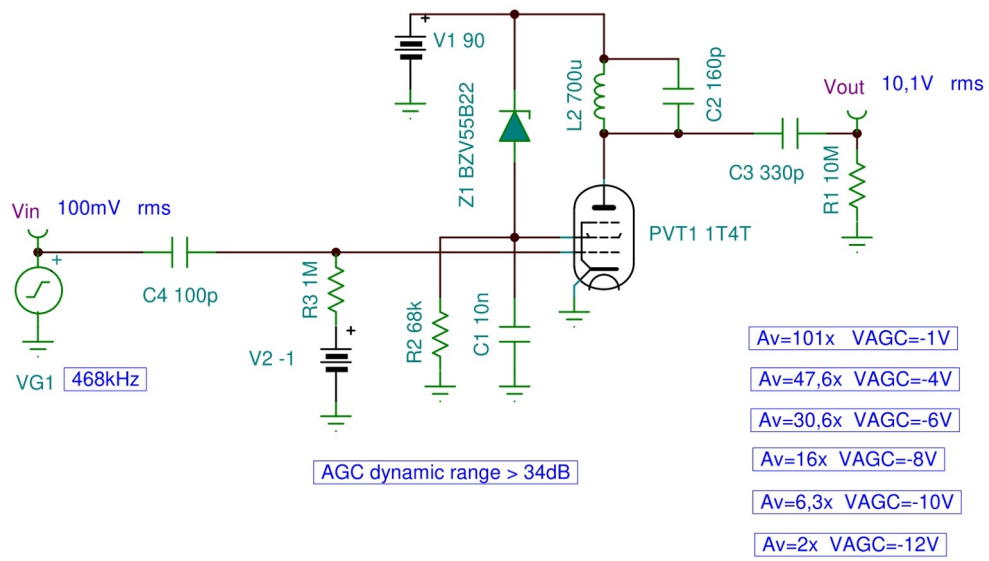 V1 90
Z1 BZV55B22
L2 700u
C2 160p
Vout 10,1V rms
C3 330p
R1 10M
PVT1 1T4T
Vin 100mV rms
C4 100p
R3 1M
V2 -1
R2 68k
C1 10n
VG1 468kHz
+
+
+
AGC dynamic range > 34dB
Av=101x VAGC=-1V
Av=47,6x VAGC=-4V
Av=30,6x VAGC=-6V
Av=16x VAGC=-8V
Av=6,3x VAGC=-10V
Av=2x VAGC=-12V